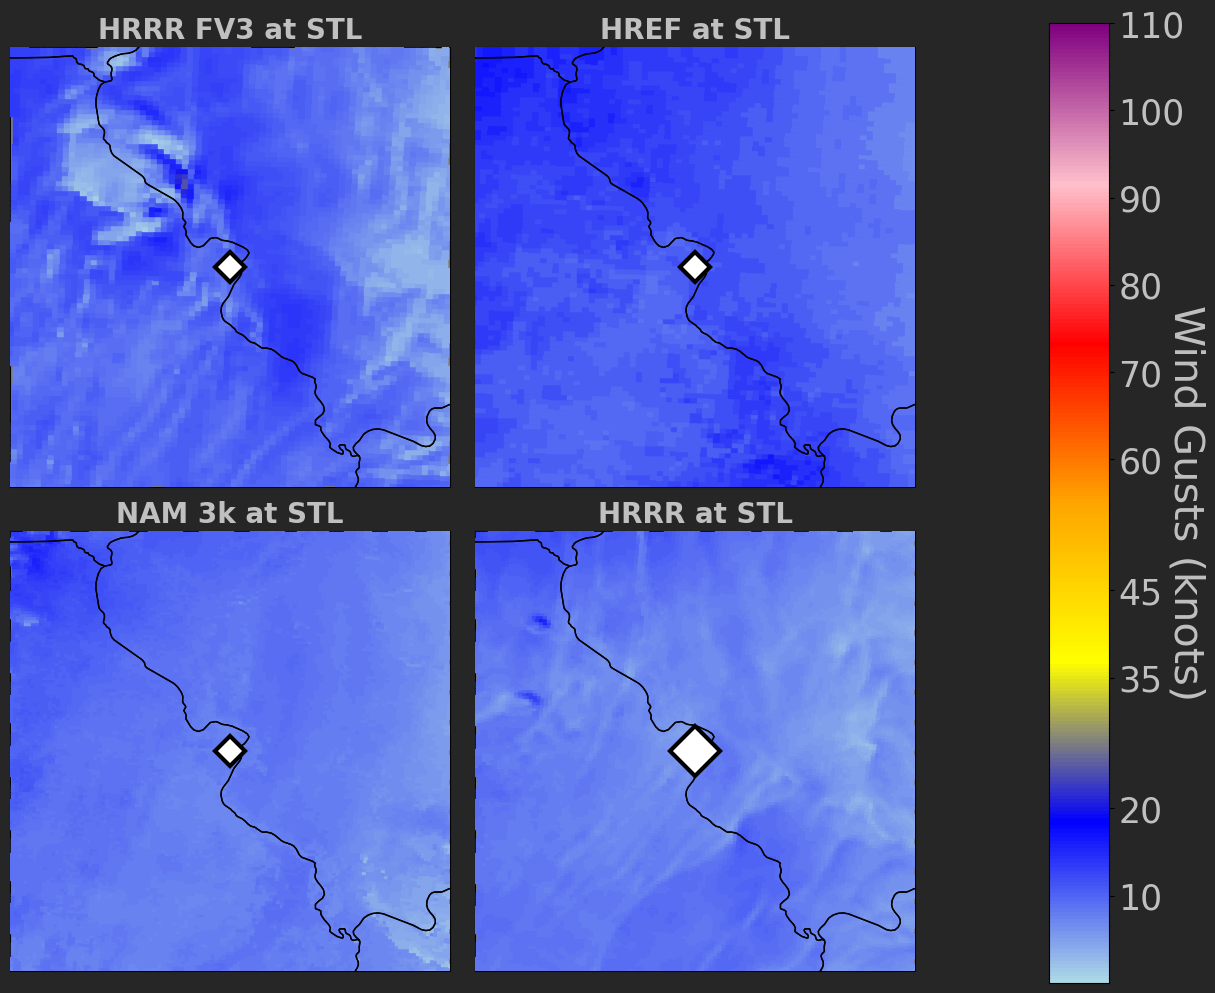 HRRR FV3 at STL
HREF at STL
NAM 3k at STL
HRRR at STL
110
100
90
80
70
60
45
35
20
10
Wind Gusts (knots)